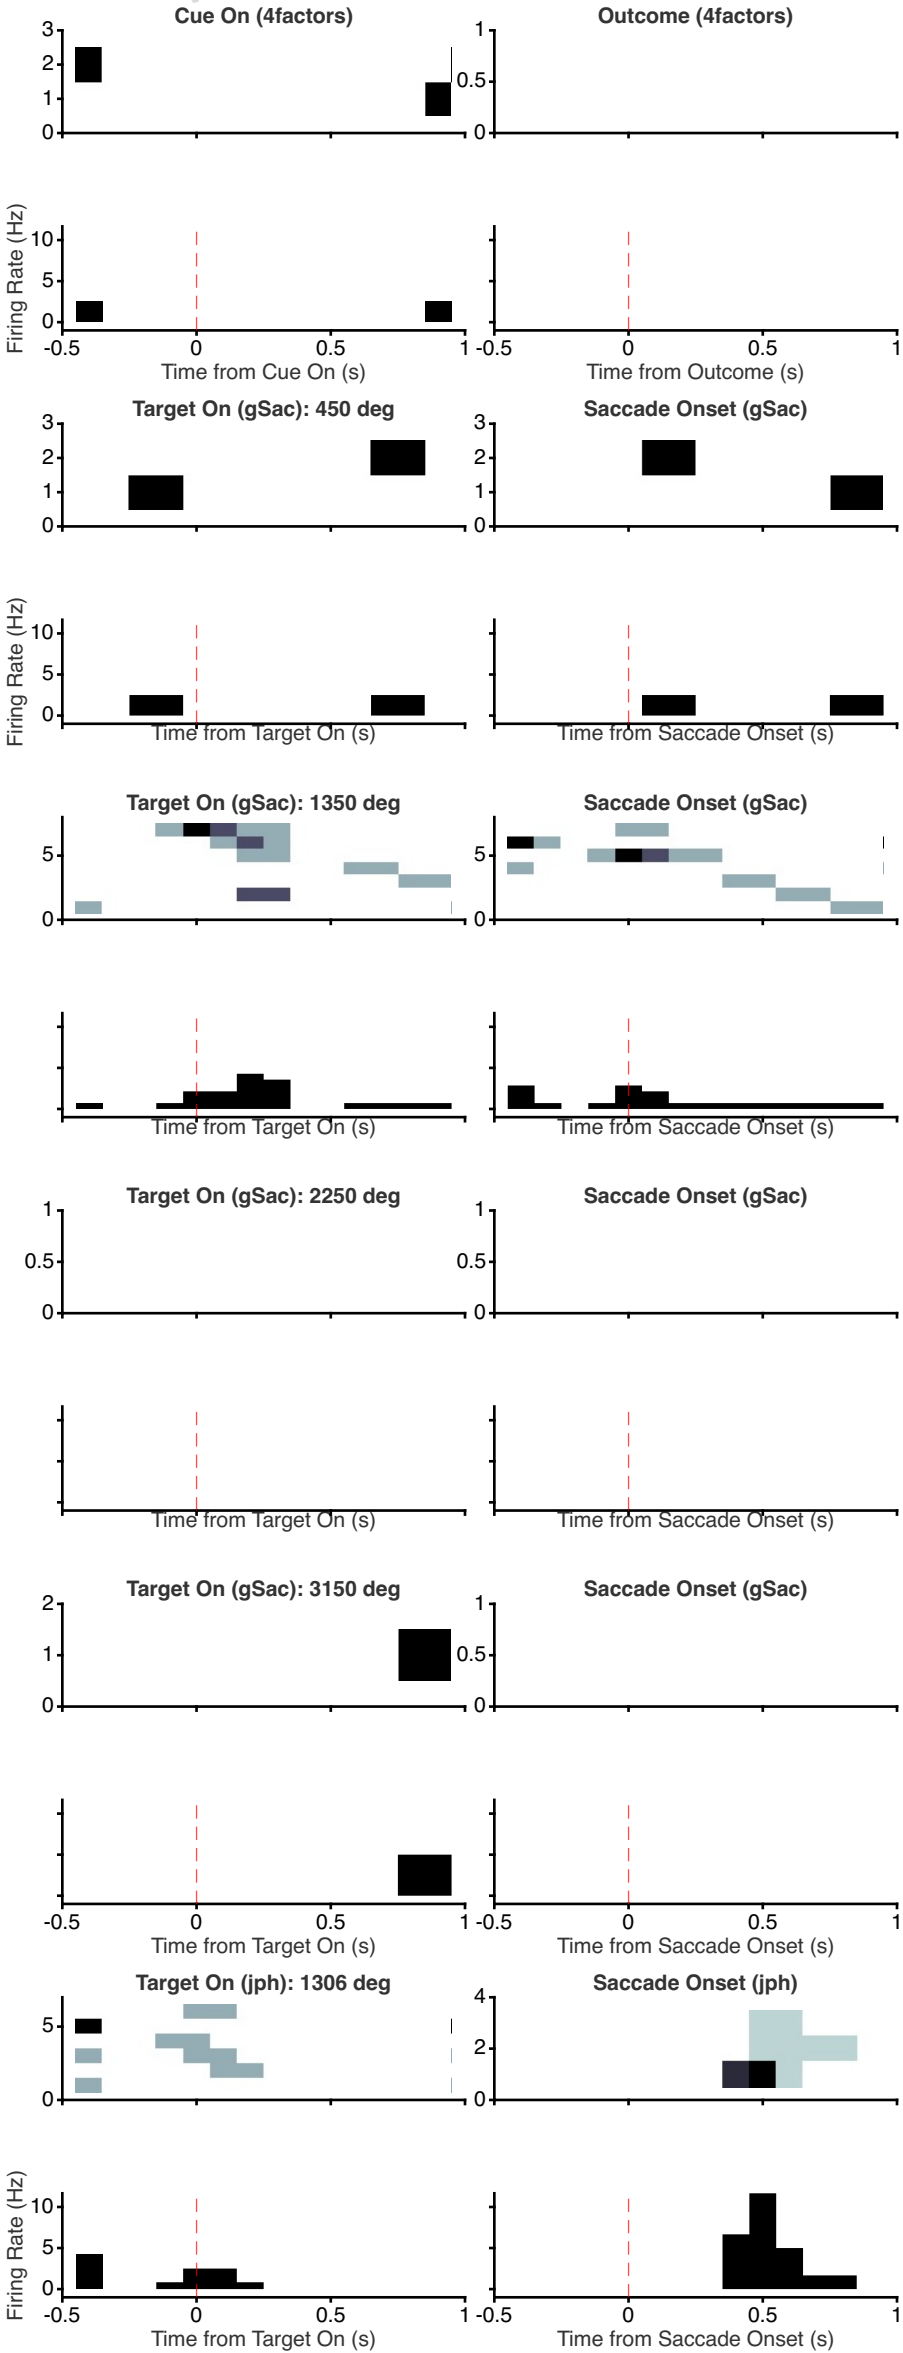 Cue On (4factors) Outcome (4factors)
3 1
2
0.5
1
0 0
Firing Rate (Hz)
10
5
0
-0.5 0 0.5 1 -0.5 0 0.5 1
Time from Cue On (s) Time from Outcome (s)
Target On (gSac): 450 deg Saccade Onset (gSac)
3 3
2 2
1 1
0 0
Firing Rate (Hz)
10
5
0
Time from Target On (s) Time from Saccade Onset (s)
Target On (gSac): 1350 deg Saccade Onset (gSac)
5 5
0 0
Time from Target On (s) Time from Saccade Onset (s)
Target On (gSac): 2250 deg Saccade Onset (gSac)
1 1
0.5 0.5
0 0
Time from Target On (s) Time from Saccade Onset (s)
Target On (gSac): 3150 deg Saccade Onset (gSac)
2 1
1 0.5
0 0
-0.5 0 0.5 1 -0.5 0 0.5 1
Time from Target On (s) Time from Saccade Onset (s)
Target On (jph): 1306 deg Saccade Onset (jph)
5 4
2
0 0
Firing Rate (Hz)
10
5
0
-0.5 0 0.5 1 -0.5 0 0.5 1
Time from Target On (s) Time from Saccade Onset (s)